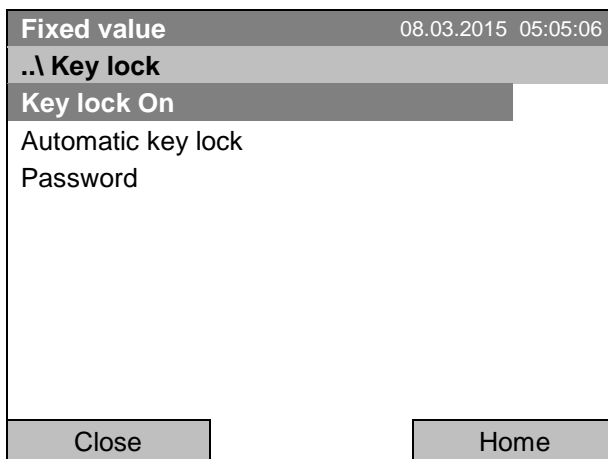 Fixed value 08.03.2015 05:05:06
..\ Key lock
Key lock On
Automatic key lock
Password
Close Home